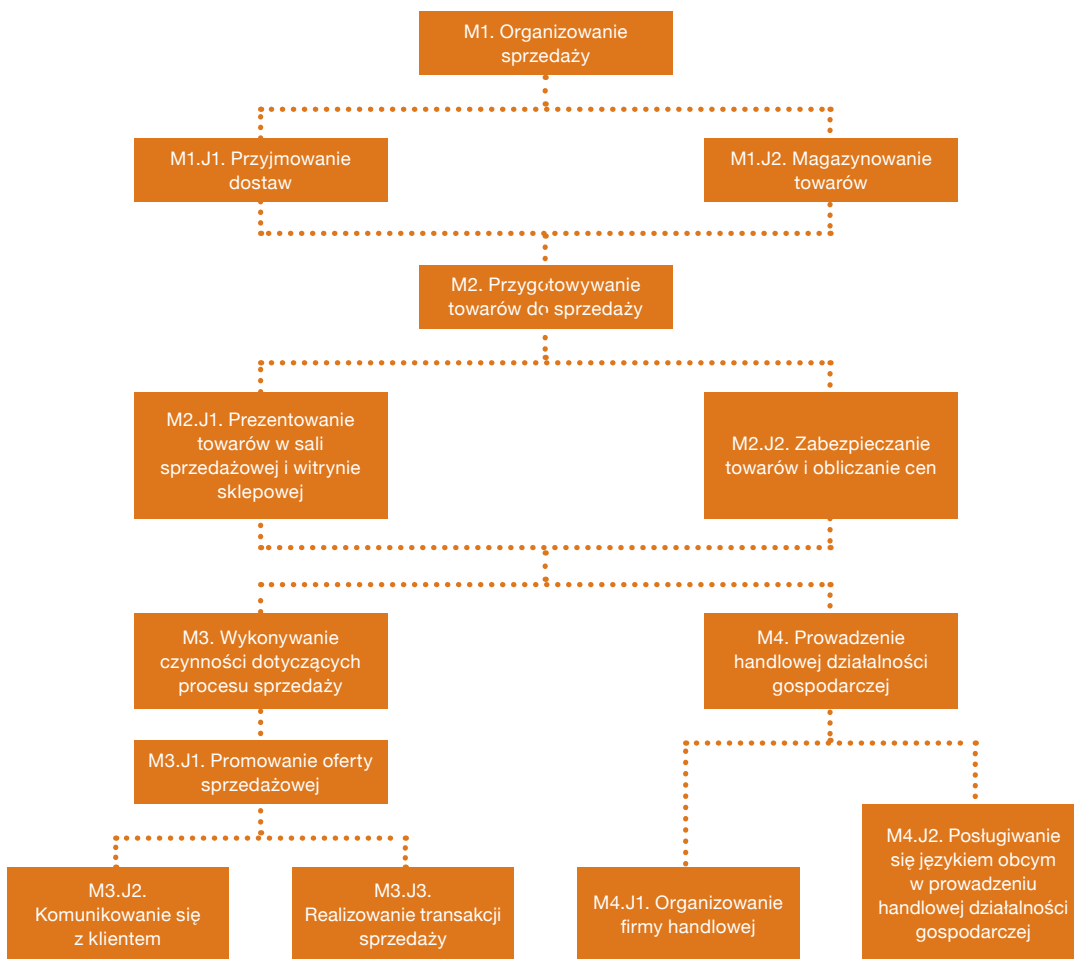 M1. Organizowanie
sprzedaży
M1.J1. Przyjmowanie
dostaw
M1.J2. Magazynowanie
towarów
M2. Przygotowywanie
towarów do sprzedaży
M2.J1. Prezentowanie
towarów w sali
sprzedażowej i witrynie
sklepowej
M2.J2. Zabezpieczanie
towarów i obliczanie cen
M3. Wykonywanie
czynności dotyczących
procesu sprzedaży
M4. Prowadzenie
handlowej działalności
gospodarczej
M3.J1. Promowanie oferty
sprzedażowej
M3.J2.
Komunikowanie się
z klientem
M3.J3.
Realizowanie transakcji
sprzedaży
M4.J1. Organizowanie
firmy handlowej
M4.J2. Posługiwanie
się językiem obcym
w prowadzeniu
handlowej działalności
gospodarczej